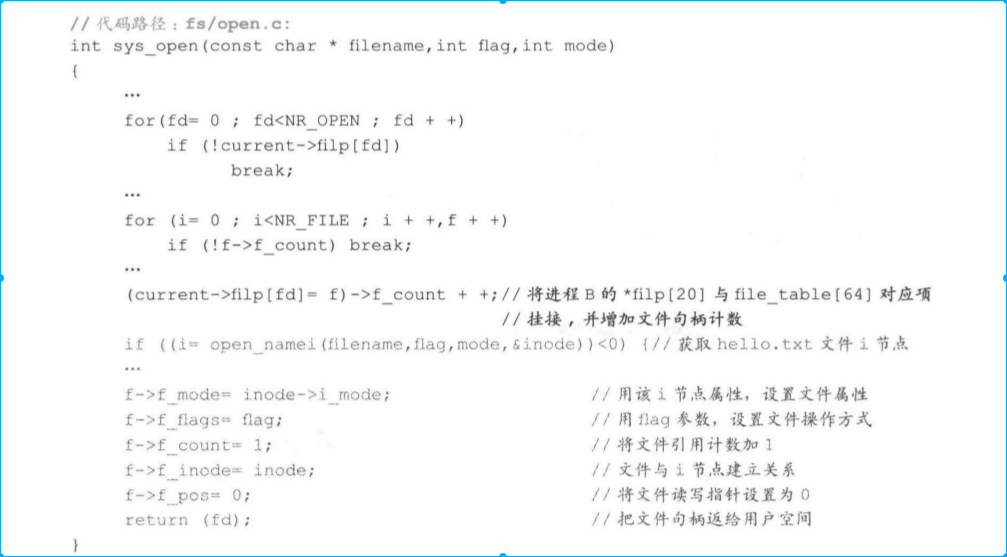 // 代码路径：fs/open.c:
int sys_open(const char * filename,int flag,int mode)
{
…
for(fd= 0 ; fd<NR_OPEN ; fd + +)
if (!current->filp[fd])
break;
…
for (i= 0 ; i<NR_FILE ; i + +,f + +)
if (!f->f_count) break;
…
(current->filp[fd]= f)->f_count + +;// 将进程 B 的 *filp[20] 与 file_table[64] 对应项
// 挂接，并增加文件句柄计数
if ((i= open_namei(filename,flag,mode,&inode))<0) {// 获取 hello.txt 文件 i 节点
…
f->f_mode= inode->i_mode; // 用该 i 节点属性，设置文件属性
f->f_flags= flag; // 用 flag 参数，设置文件操作方式
f->f_count= 1; // 将文件引用计数加 1
f->f_inode= inode; // 文件与 i 节点建立关系
f->f_pos= 0; // 将文件读写指针设置为 0
return (fd); // 把文件句柄返给用户空间
}